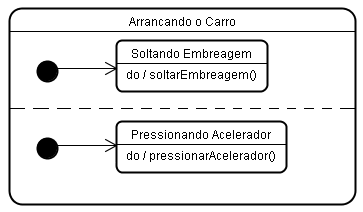 Arrancando o Carro
Soltando Embreagem
do / soltarEmbreagem()
Pressionando Acelerador
do / pressionarAcelerador()